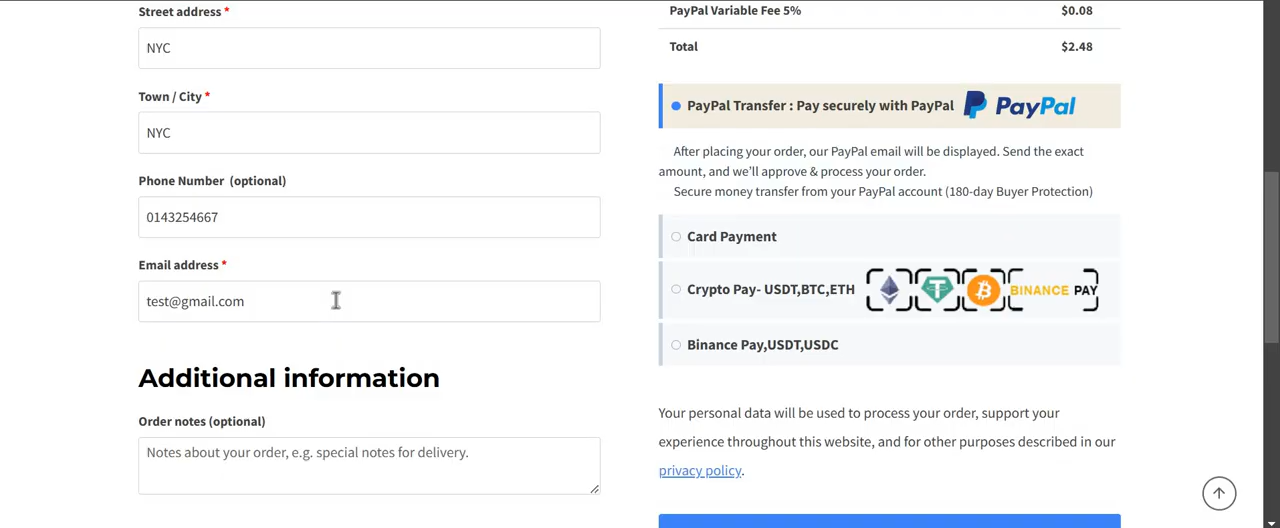 Street address *
NYC
Town / City *
NYC
Phone Number (optional)
0143254667
Email address *
test@gmail.com
Additional information
Order notes (optional)
Notes about your order, e.g. special notes for delivery.
PayPal Variable Fee 5% $0.08
Total $2.48
PayPal Transfer : Pay securely with PayPal PayPal
After placing your order, our PayPal email will be displayed. Send the exact
amount, and we'll approve & process your order.
Secure money transfer from your PayPal account (180-day Buyer Protection)
Card Payment
Crypto Pay- USDT,BTC,ETH BINANCE PAY
Binance Pay,USDT,USDC
Your personal data will be used to process your order, support your
experience throughout this website, and for other purposes described in our
privacy policy.